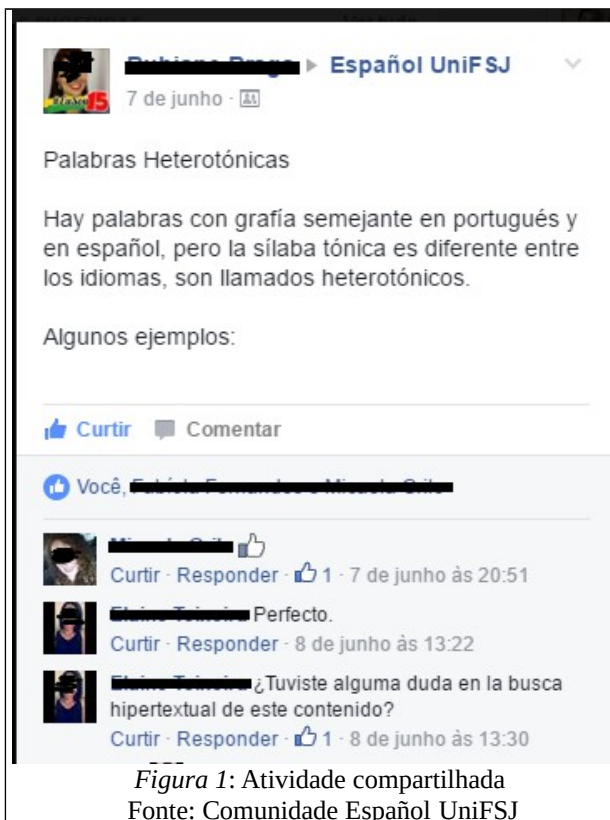 Español UniFSJ
7 de junho
Palabras Heterotónicas
Hay palabras con grafía semejante en portugués y
en español, pero la sílaba tónica es diferente entre
los idiomas, son llamados heterotónicos.
Algunos ejemplos:
Curtir Comentar
Você,
Curtir · Responder · 1 · 7 de junho às 20:51
Perfecto.
Curtir · Responder · 8 de junho às 13:22
¿Tuviste alguma duda en la busca
hipertextual de este contenido?
Curtir · Responder · 1 · 8 de junho às 13:30
Figura 1: Atividade compartilhada
Fonte: Comunidade Español UniFSJ